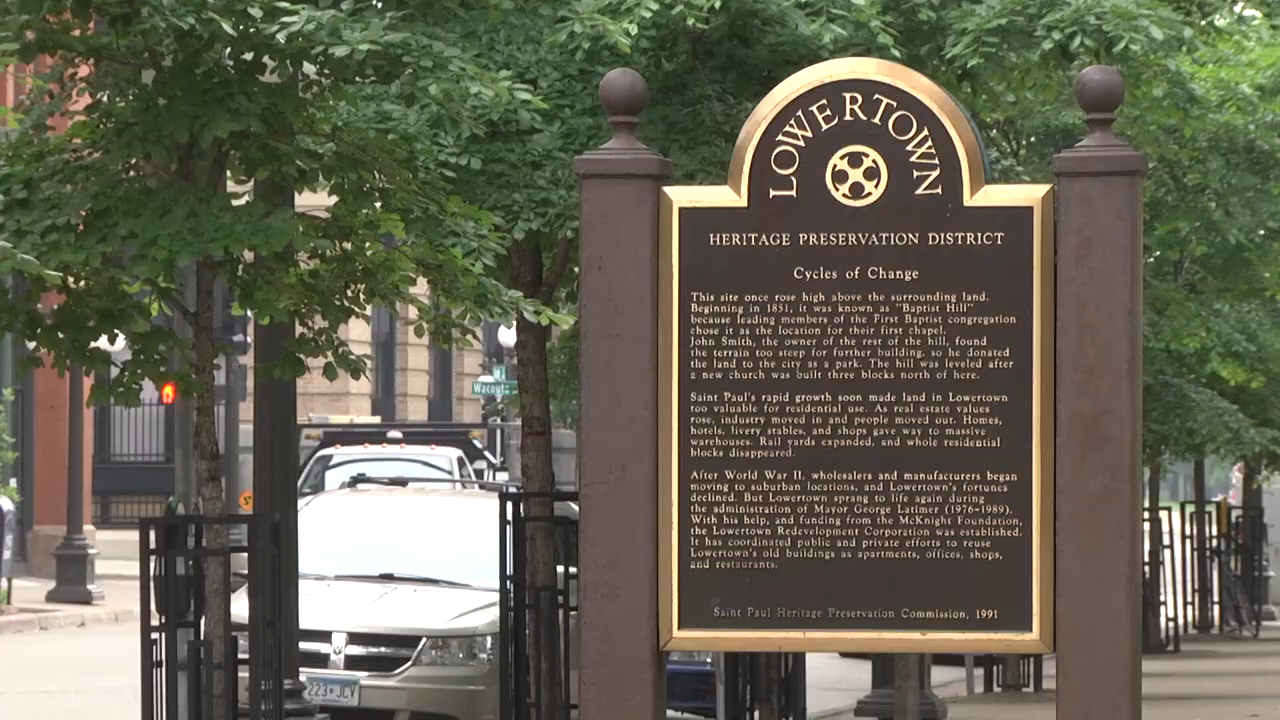 LOWERTOWN
HERITAGE PRESERVATION DISTRICT
Cycles of Change
This site once rose high above the surrounding land.
Beginning in 1851, it was known as "Baptist Hill"
because leading members of the First Baptist congregation
chose it as the location for their first chapel.
John Smith, the owner of the rest of the hill, found
the terrain too steep for further building, so he donated
the land to the city as a park. The hill was leveled after
a new church was built three blocks north of here.
Saint Paul's rapid growth soon made land in Lowertown
too valuable for residential use. As real estate values
rose, industry moved in and people moved out. Homes,
hotels, livery stables, and shops gave way to massive
warehouses. Rail yards expanded, and whole residential
blocks disappeared.
After World War II, wholesalers and manufacturers began
moving to suburban locations, and Lowertown's fortunes
declined. But Lowertown sprang to life again during
the administration of Mayor George Latimer (1976-1989).
With his help, and funding from the McKnight Foundation,
the Lowertown Redevelopment Corporation was established.
It has coordinated public and private efforts to reuse
Lowertown's old buildings as apartments, offices, shops,
and restaurants.
Saint Paul Heritage Preservation Commission, 1991
Wacouta
223 JCV